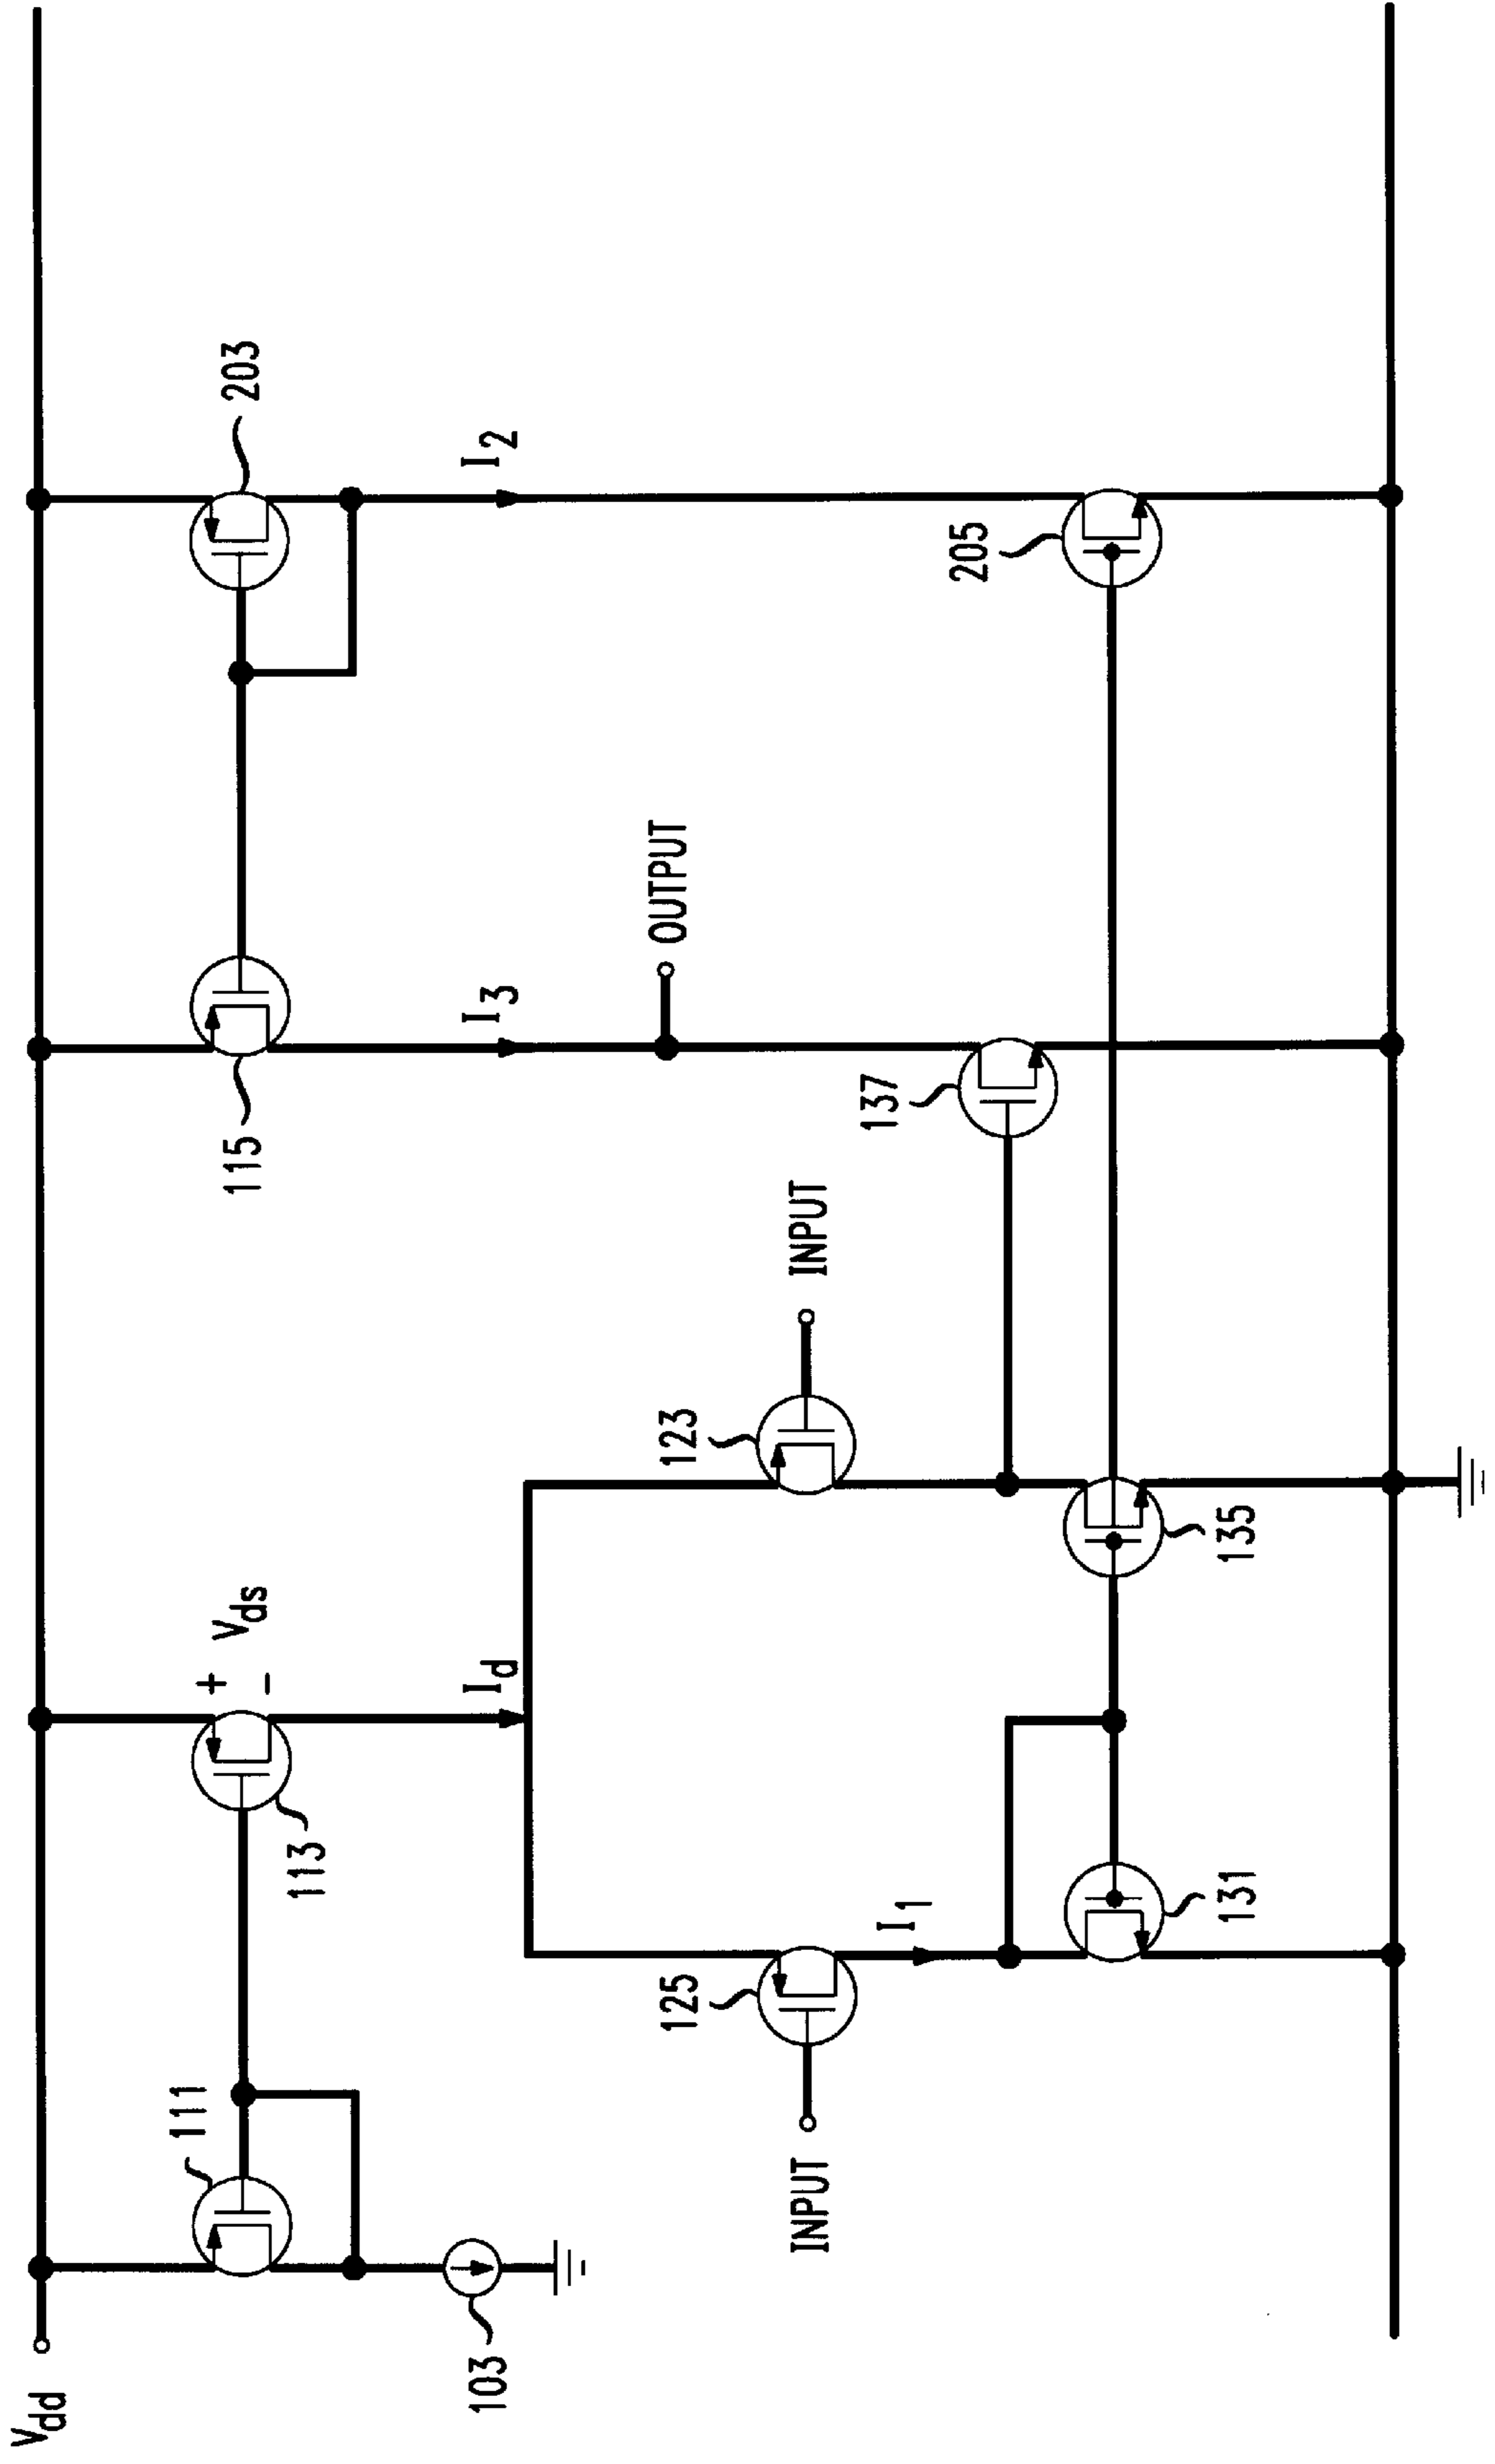 Vdd
111
103
113
+
Vds
-
Id
125
INPUT
I1
131
123
INPUT
135
115
I3
OUTPUT
137
203
I2
205